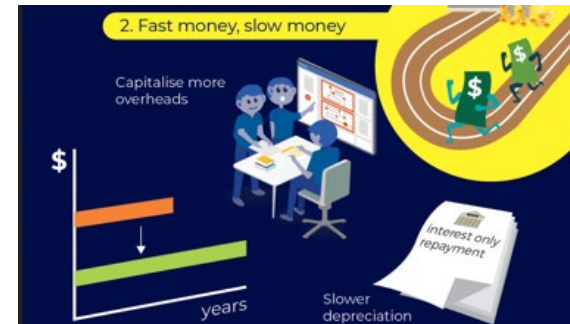 2. Fast money, slow money
Capitalise more
overheads
$
$
$
interest only
repayment
years
Slower
depreciation